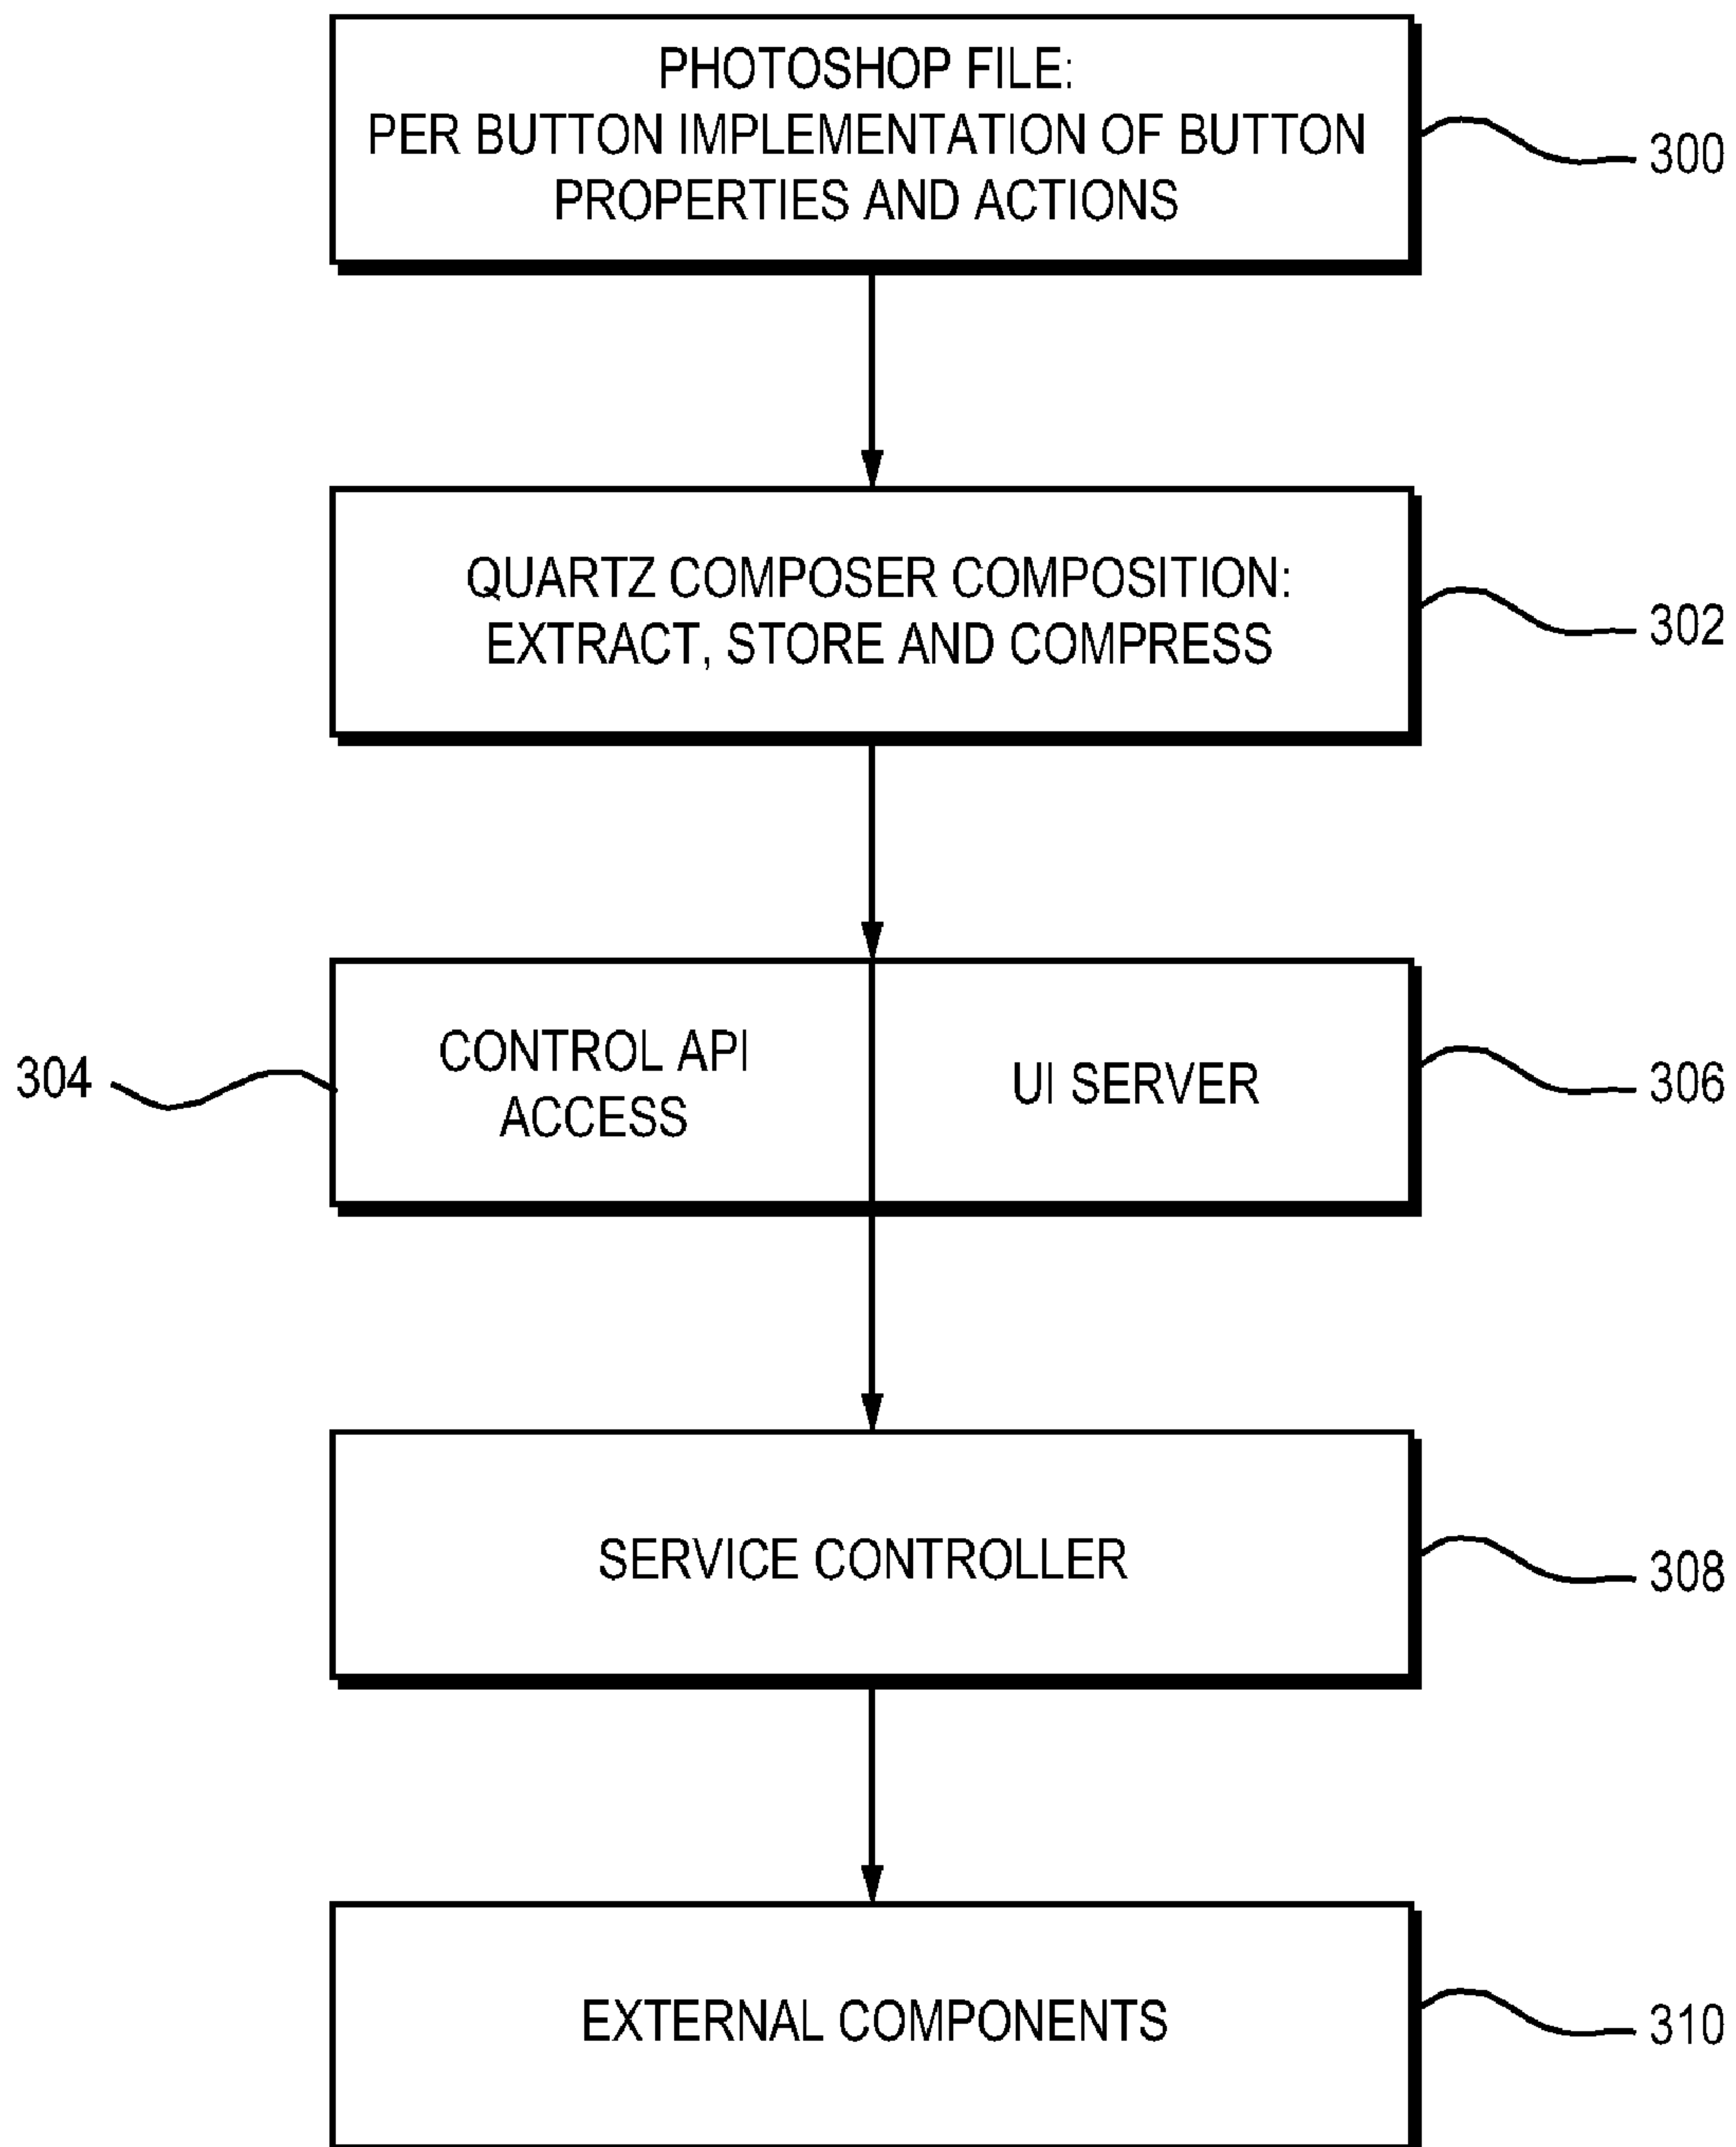 PHOTOSHOP FILE:
PER BUTTON IMPLEMENTATION OF BUTTON
PROPERTIES AND ACTIONS
300
QUARTZ COMPOSER COMPOSITION:
EXTRACT, STORE AND COMPRESS
302
304
CONTROL API
ACCESS
UI SERVER
306
SERVICE CONTROLLER
308
EXTERNAL COMPONENTS
310